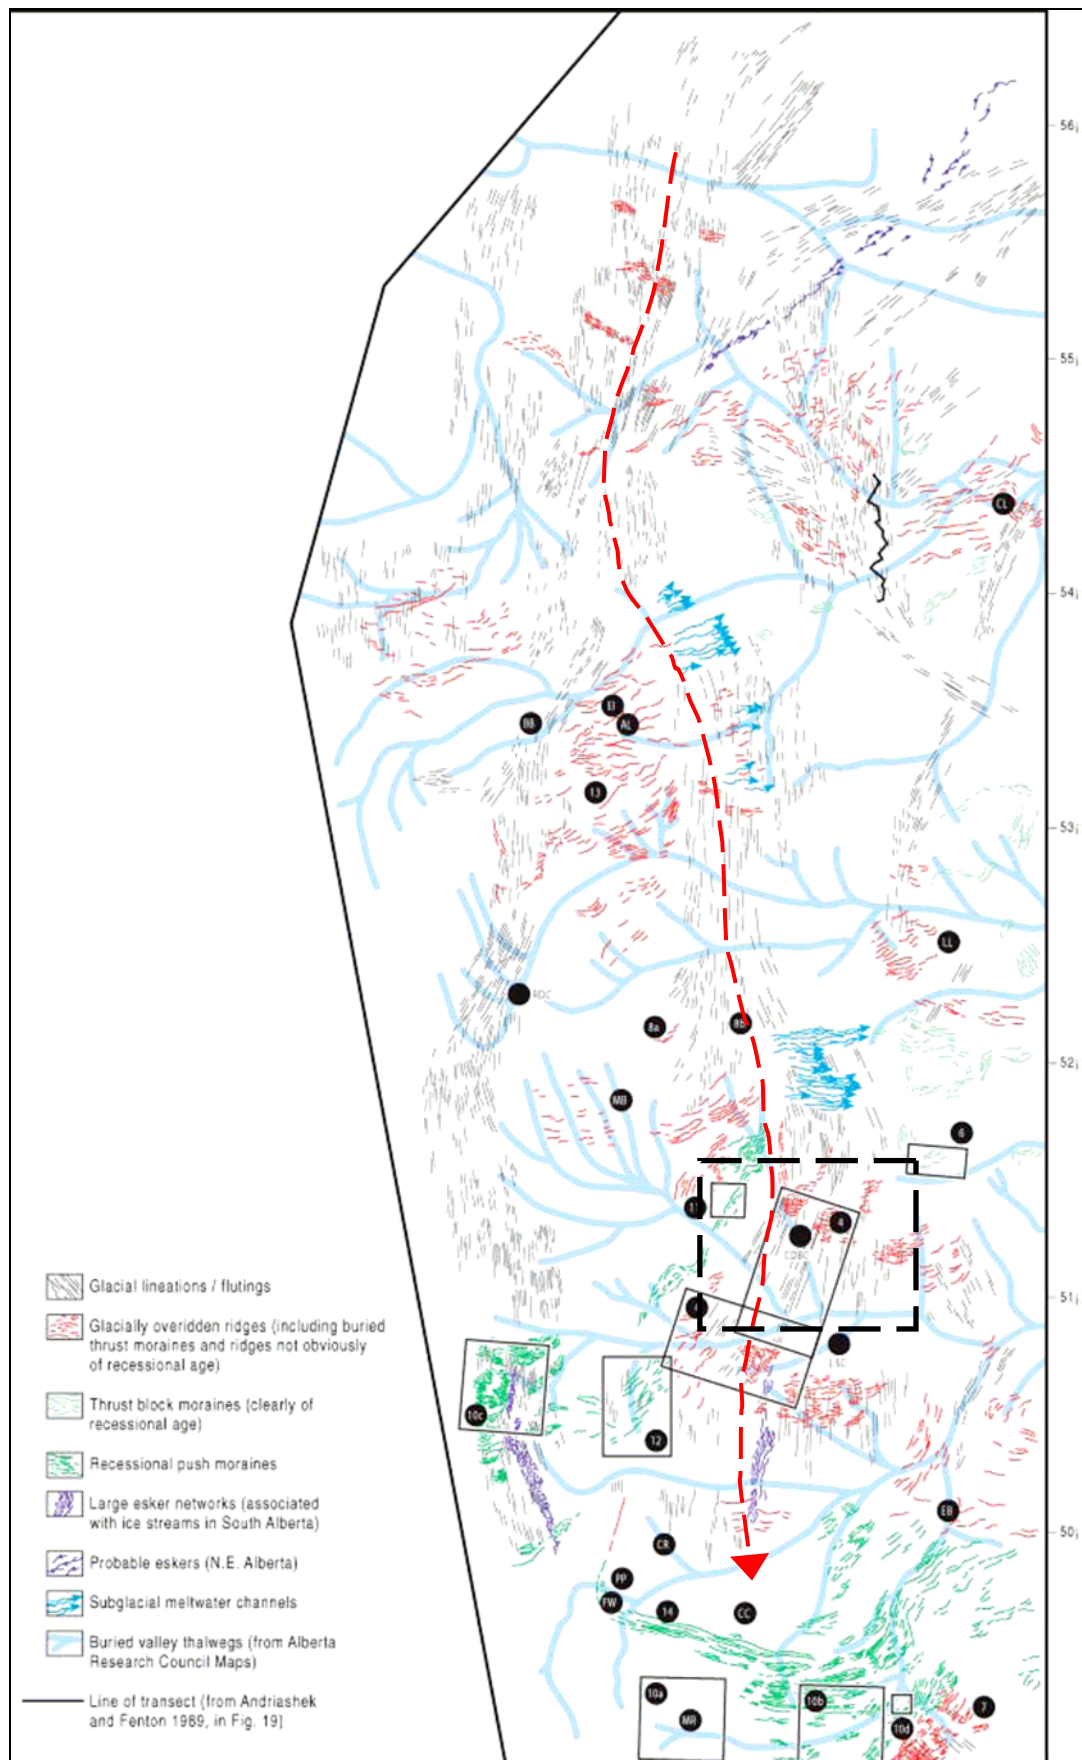 56¡
55¡
CL
54¡
EI
BB
AL
13
53¡
LL
RDC
8a
8b
52¡
MB
6
11
4
COBC
51¡
LSC
Glacial lineations / flutings
Glacially overidden ridges (including buried
thrust moraines and ridges not obviously
of recessional age)
Thrust block moraines (clearly of
recessional age)
10c
12
Recessional push moraines
Large esker networks (associated
with ice streams in South Alberta)
EB
50¡
Probable eskers (N.E. Alberta)
CR
PP
Subglacial meltwater channels
FW
14
CC
Buried valley thalwegs (from Alberta
Research Council Maps)
Line of transect (from Andriashek
and Fenton 1989, in Fig. 19)
10a
10b
7
MR
10d